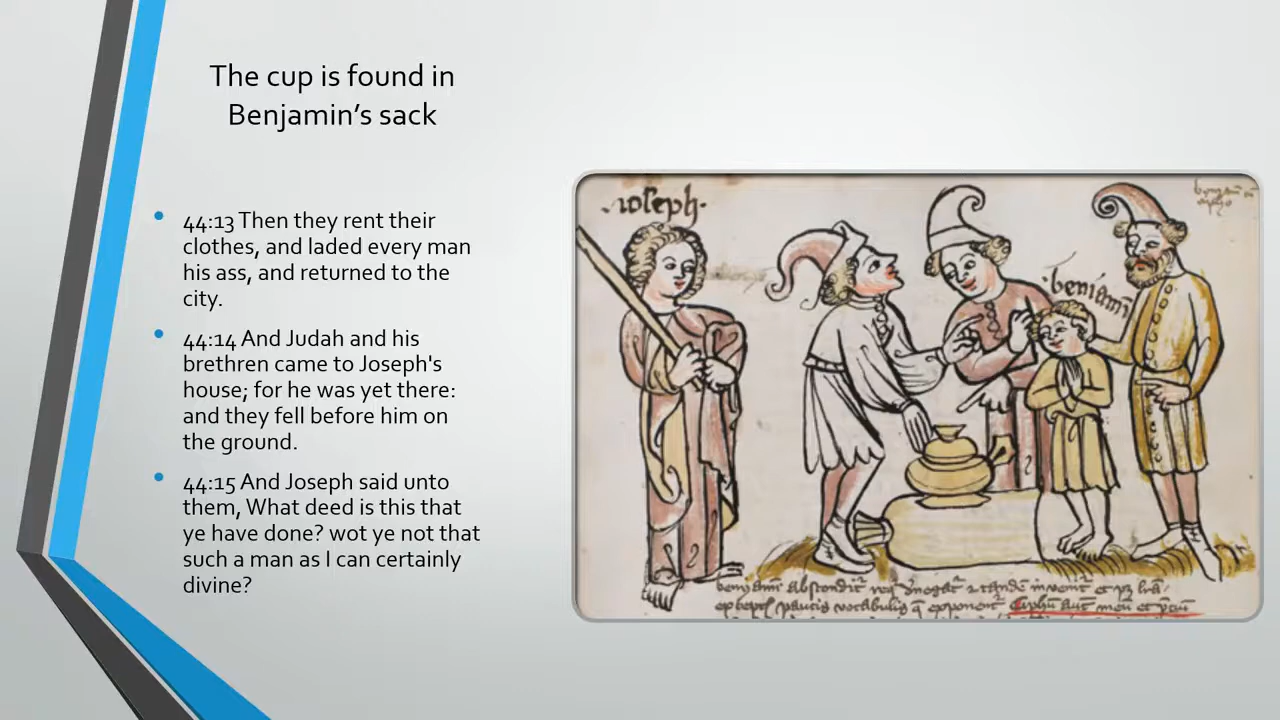 The cup is found in
Benjamin's sack
44:13 Then they rent their
clothes, and laded every man
his ass, and returned to the
city.
44:14 And Judah and his
brethren came to Joseph's
house; for he was yet there:
and they fell before him on
the ground.
44:15 And Joseph said unto
them, What deed is this that
ye have done? wot ye not that
such a man as I can certainly
divine?
ioseph